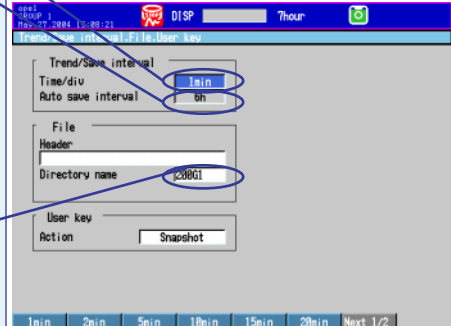 opel
GROUP 1
May.27.2004 15:08:21
DISP 7hour
Trend/Save interval.File.User key
Trend/Save interval
Time/div 1min
Auto save interval 6h
File
Header
Directory name 200G1
User key
Action Snapshot
1min 2min 5min 10min 15min 20min Next 1/2